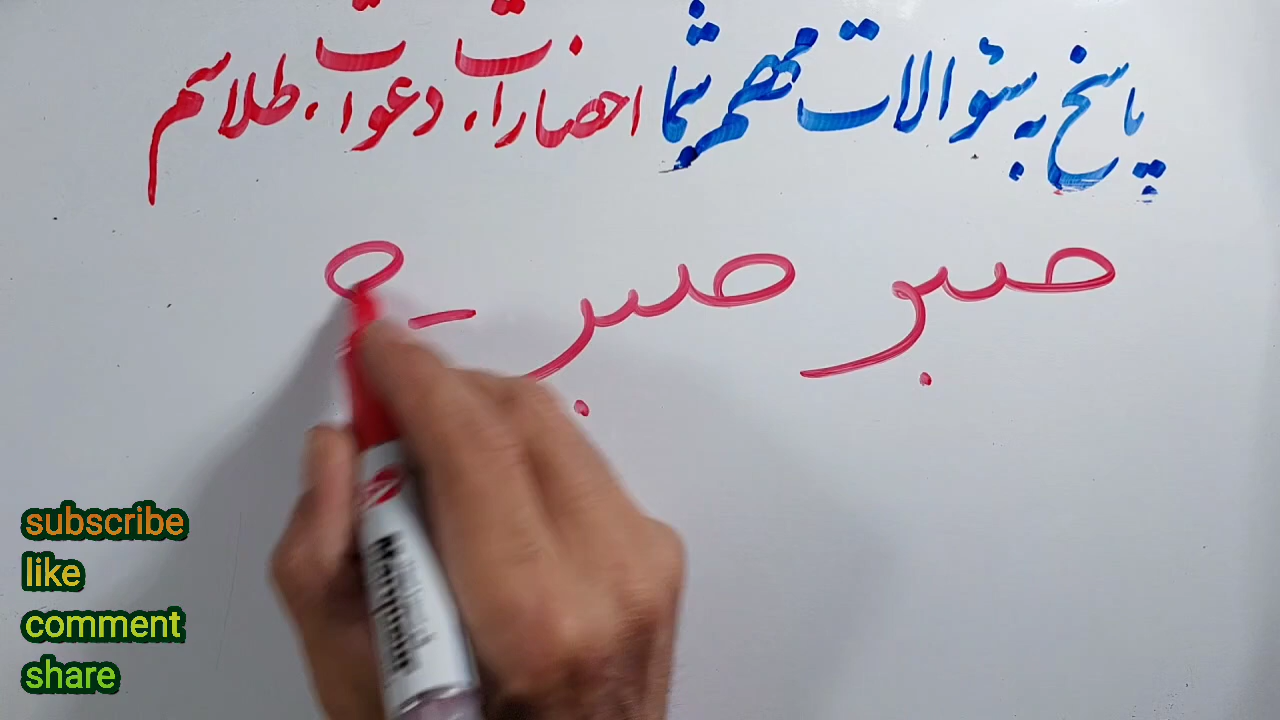 پاسخ به سئوالات مهم شما احضارات، دعوات، طلاسم
صبر صبر -
subscribe
like
comment
share